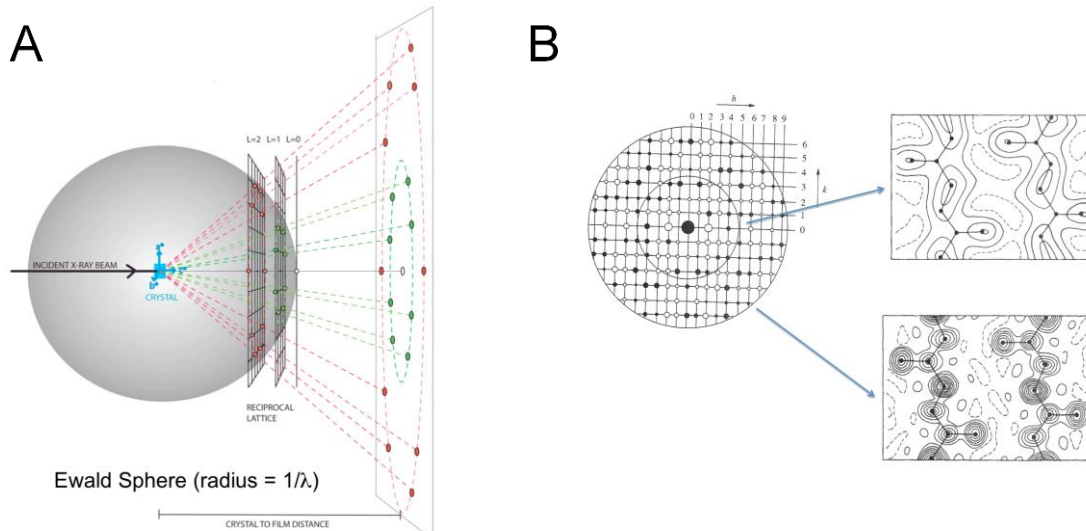 A
B
L=2 L=1 L=0
INCIDENT X-RAY BEAM
a*
c*
b*
CRYSTAL
0
RECIPROCAL
LATTICE
Ewald Sphere (radius = 1/λ)
CRYSTAL TO FILM DISTANCE
h
0 1 2 3 4 5 6 7 8 9
6
5
4
3
2
1
0
k